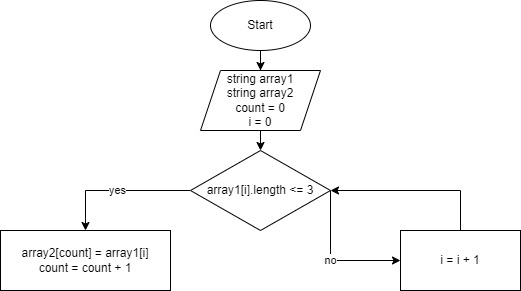 Start
string array1
string array2
count = 0
i = 0
array1[i].length <= 3
yes
no
array2[count] = array1[i]
count = count + 1
i = i + 1